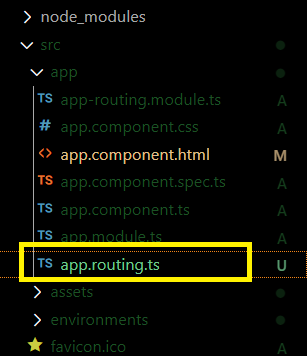 node_modules
src
app
TS app-routing.module.ts A
# app.component.css A
<> app.component.html M
TS app.component.spec.ts A
TS app.component.ts A
TS app.module.ts A
TS app.routing.ts U
assets
environments
favicon.ico A